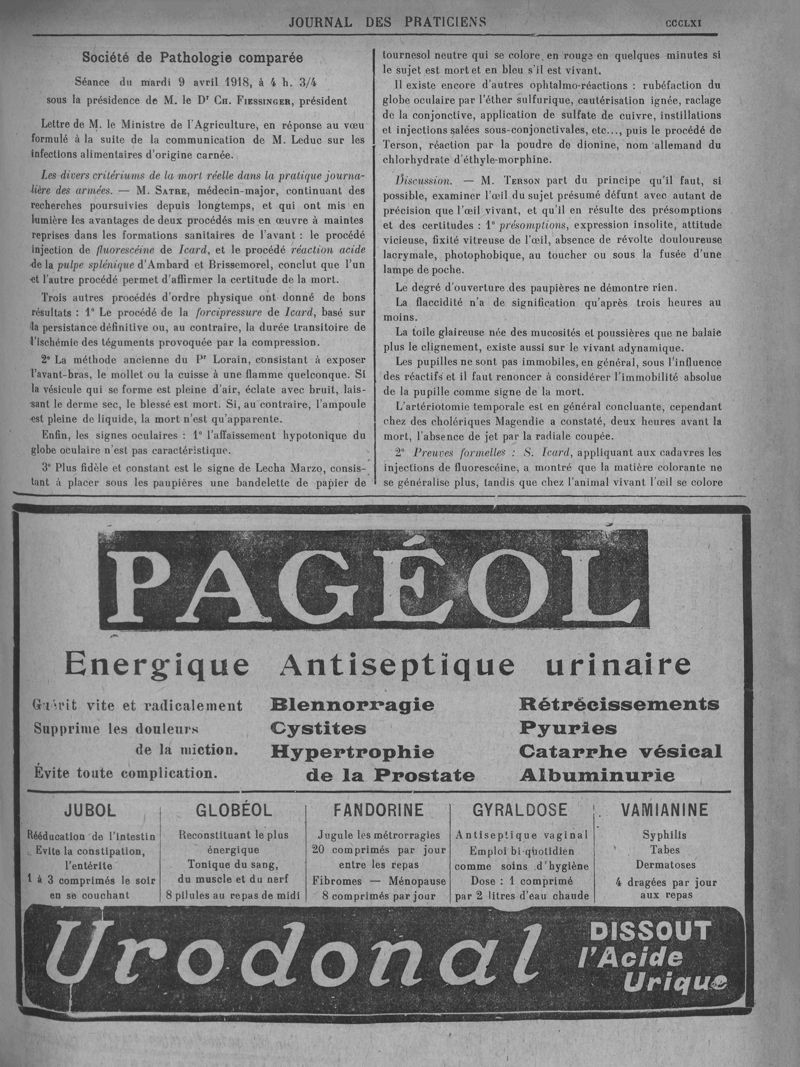 JOURNAL DES PRATICIENS
CCCLXI
Société de Pathologie comparée
Séance du mardi 9 avril 1918, à 4 h. 3/4
sous la présidence de M. le Dr Ch. Fiessinger, président
Lettre de M. le Ministre de l'Agriculture, en réponse au vœu
formulé à la suite de la communication de M. Leduc sur les
infections alimentaires d'origine carnée.
Les divers critériums de la mort réelle dans la pratique journa-
lière des armées. — M. Satre, médecin-major, continuant des
recherches poursuivies depuis longtemps, et qui ont mis en
lumière les avantages de deux procédés mis en œuvre à maintes
reprises dans les formations sanitaires de l'avant : le procédé
injection de fluorescéine de Icard, et le procédé réaction acide
de la pulpe splénique d'Ambard et Brissemorel, conclut que l'un
et l'autre procédé permet d'affirmer la certitude de la mort.
Trois autres procédés d'ordre physique ont donné de bons
résultats : 1° Le procédé de la forcipressure de Icard, basé sur
la persistance définitive ou, au contraire, la durée transitoire de
l'ischémie des téguments provoquée par la compression.
2° La méthode ancienne du Pr Lorain, consistant à exposer
l'avant-bras, le mollet ou la cuisse à une flamme quelconque. Si
la vésicule qui se forme est pleine d'air, éclate avec bruit, lais-
sant le derme sec, le blessé est mort. Si, au contraire, l'ampoule
est pleine de liquide, la mort n'est qu'apparente.
Enfin, les signes oculaires : 1° l'affaissement hypotonique du
globe oculaire n'est pas caractéristique.
3° Plus fidèle et constant est le signe de Lecha Marzo, consis-
tant à placer sous les paupières une bandelette de papier de
tournesol neutre qui se colore en rouge en quelques minutes si
le sujet est mort et en bleu s'il est vivant.
Il existe encore d'autres ophtalmo-réactions : rubéfaction du
globe oculaire par l'éther sulfurique, cautérisation ignée, raclage
de la conjonctive, application de sulfate de cuivre, instillations
et injections salées sous-conjonctivales, etc..., puis le procédé de
Terson, réaction par la poudre de dionine, nom allemand du
chlorhydrate d'éthyle-morphine.
Discussion. — M. Terson part du principe qu'il faut, si
possible, examiner l'œil du sujet présumé défunt avec autant de
précision que l'œil vivant, et qu'il en résulte des présomptions
et des certitudes : 1° présomptions, expression insolite, attitude
vicieuse, fixité vitreuse de l'œil, absence de révolte douloureuse
lacrymale, photophobique, au toucher ou sous la fusée d'une
lampe de poche.
Le degré d'ouverture des paupières ne démontre rien.
La flaccidité n'a de signification qu'après trois heures au
moins.
La toile glaireuse née des mucosités et poussières que ne balaie
plus le clignement, existe aussi sur le vivant adynamique.
Les pupilles ne sont pas immobiles, en général, sous l'influence
des réactifs et il faut renoncer à considérer l'immobilité absolue
de la pupille comme signe de la mort.
L'artériotomie temporale est en général concluante, cependant
chez des cholériques Magendie a constaté, deux heures avant la
mort, l'absence de jet par la radiale coupée.
2° Preuves formelles : S. Icard, appliquant aux cadavres les
injections de fluorescéine, a montré que la matière colorante ne
se généralise plus, tandis que chez l'animal vivant l'œil se colore
PAGÉOL
Energique Antiseptique urinaire
Guérit vite et radicalement
Supprime les douleurs
de la miction.
Évite toute complication.
Blennorragie
Cystites
Hypertrophie
de la Prostate
Rétrécissements
Pyuries
Catarrhe vésical
Albuminurie
JUBOL
Rééducation de l'intestin
Evite la constipation,
l'entérite
1 à 3 comprimés le soir
en se couchant
GLOBÉOL
Reconstituant le plus
énergique
Tonique du sang,
du muscle et du nerf
8 pilules au repas de midi
FANDORINE
Jugule les métrorragies
20 comprimés par jour
entre les repas
Fibromes — Ménopause
8 comprimés par jour
GYRALDOSE
Antiseptique vaginal
Emploi bi-quotidien
comme soins d'hygiène
Dose : 1 comprimé
par 2 litres d'eau chaude
VAMIANINE
Syphilis
Tabes
Dermatoses
4 dragées par jour
aux repas
Urodonal
DISSOUT
l'Acide
Urique